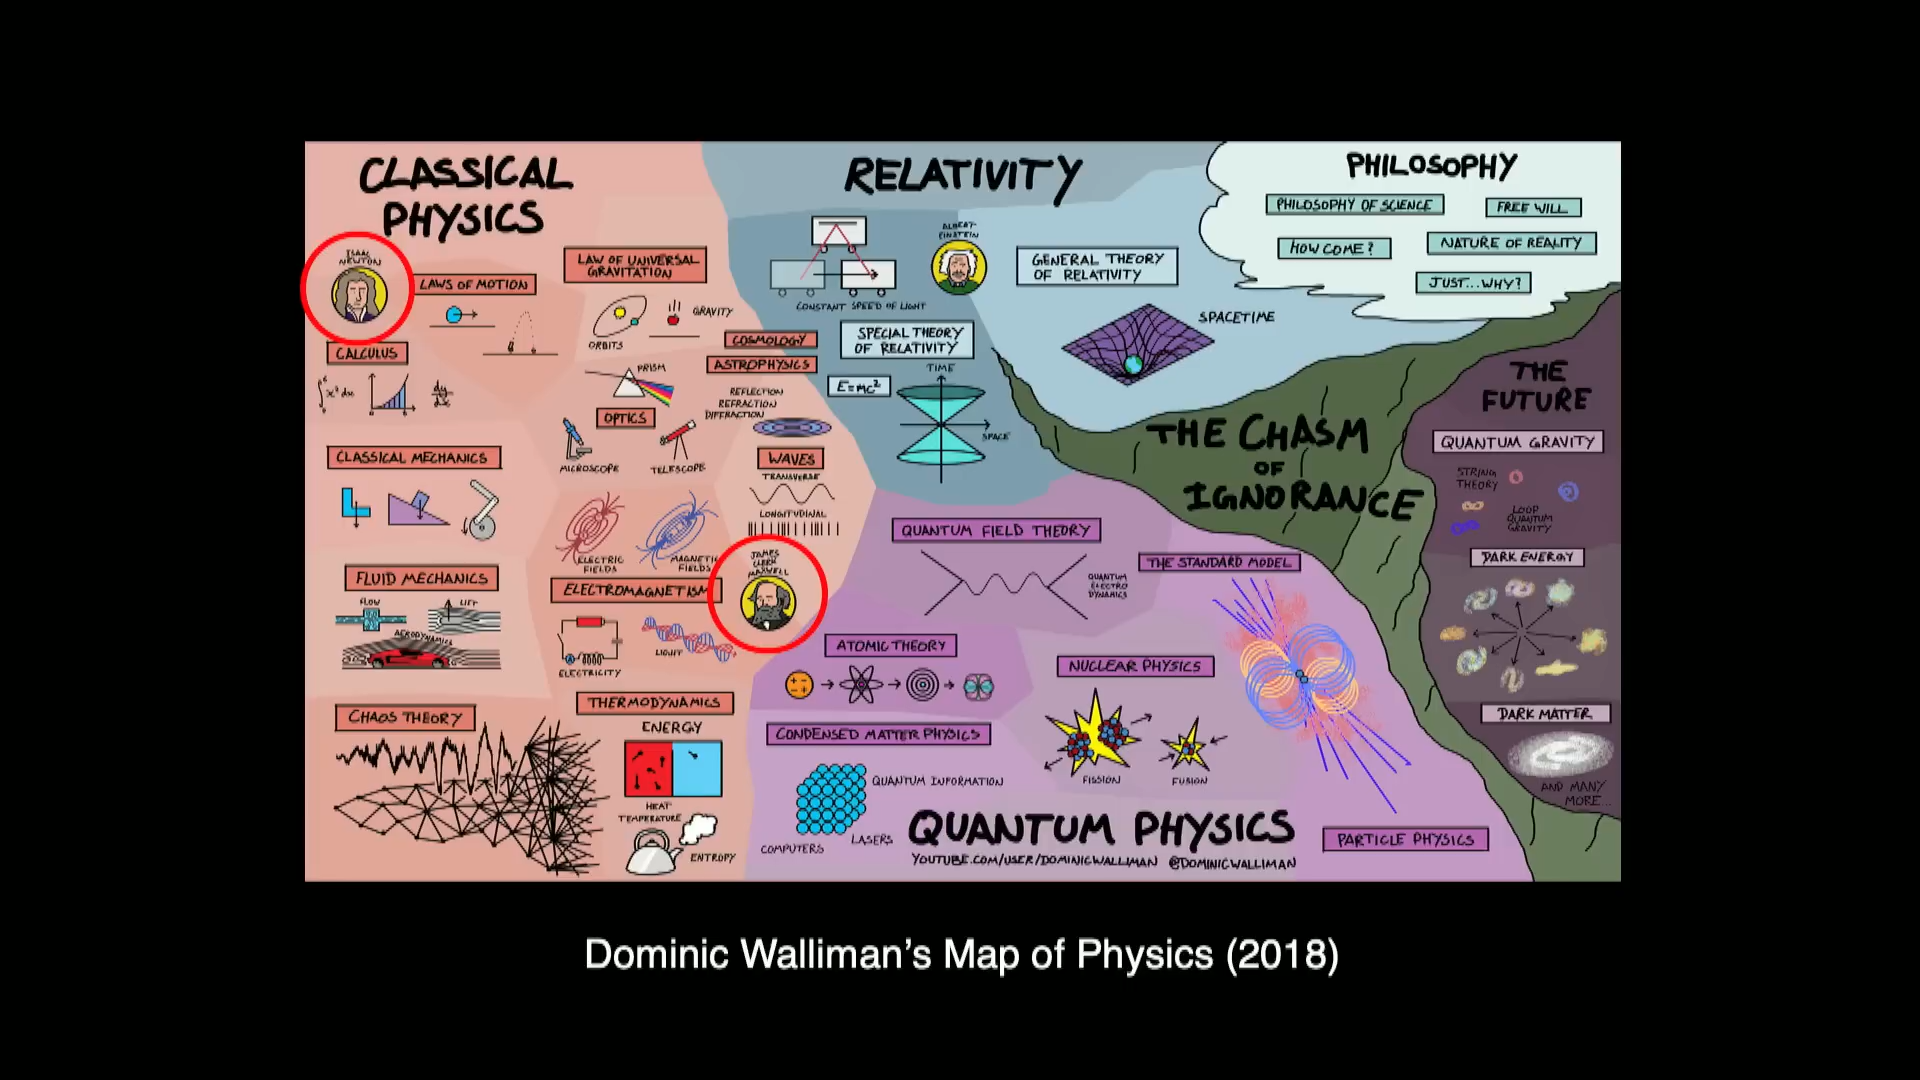 CLASSICAL
PHYSICS
ISAAC
NEWTON
LAWS OF MOTION
CALCULUS
CLASSICAL MECHANICS
FLUID MECHANICS
FLOW
LIFT
AERODYNAMICS
CHAOS THEORY
LAW OF UNIVERSAL
GRAVITATION
GRAVITY
ORBITS
PRISM
OPTICS
MICROSCOPE
TELESCOPE
COSMOLOGY
ASTROPHYSICS
REFLECTION
REFRACTION
DIFFRACTION
WAVES
TRANSVERSE
LONGITUDINAL
ELECTRIC
FIELDS
MAGNETIC
FIELDS
ELECTROMAGNETISM
JAMES
CLERK
MAXWELL
ELECTRICITY
LIGHT
THERMODYNAMICS
ENERGY
HEAT
TEMPERATURE
ENTROPY
RELATIVITY
ALBERT
EINSTEIN
CONSTANT SPEED OF LIGHT
SPECIAL THEORY
OF RELATIVITY
E=mc²
TIME
SPACE
GENERAL THEORY
OF RELATIVITY
SPACETIME
PHILOSOPHY
PHILOSOPHY OF SCIENCE
FREE WILL
HOW COME?
NATURE OF REALITY
JUST...WHY?
THE CHASM
OF
IGNORANCE
THE
FUTURE
QUANTUM GRAVITY
STRING
THEORY
LOOP
QUANTUM
GRAVITY
DARK ENERGY
DARK MATTER
AND MANY
MORE...
QUANTUM FIELD THEORY
QUANTUM
ELECTRO
DYNAMICS
THE STANDARD MODEL
ATOMIC THEORY
NUCLEAR PHYSICS
FISSION
FUSION
CONDENSED MATTER PHYSICS
QUANTUM INFORMATION
LASERS
COMPUTERS
QUANTUM PHYSICS
YOUTUBE.COM/USER/DOMINICWALLIMAN @DOMINICWALLIMAN
PARTICLE PHYSICS
Dominic Walliman's Map of Physics (2018)